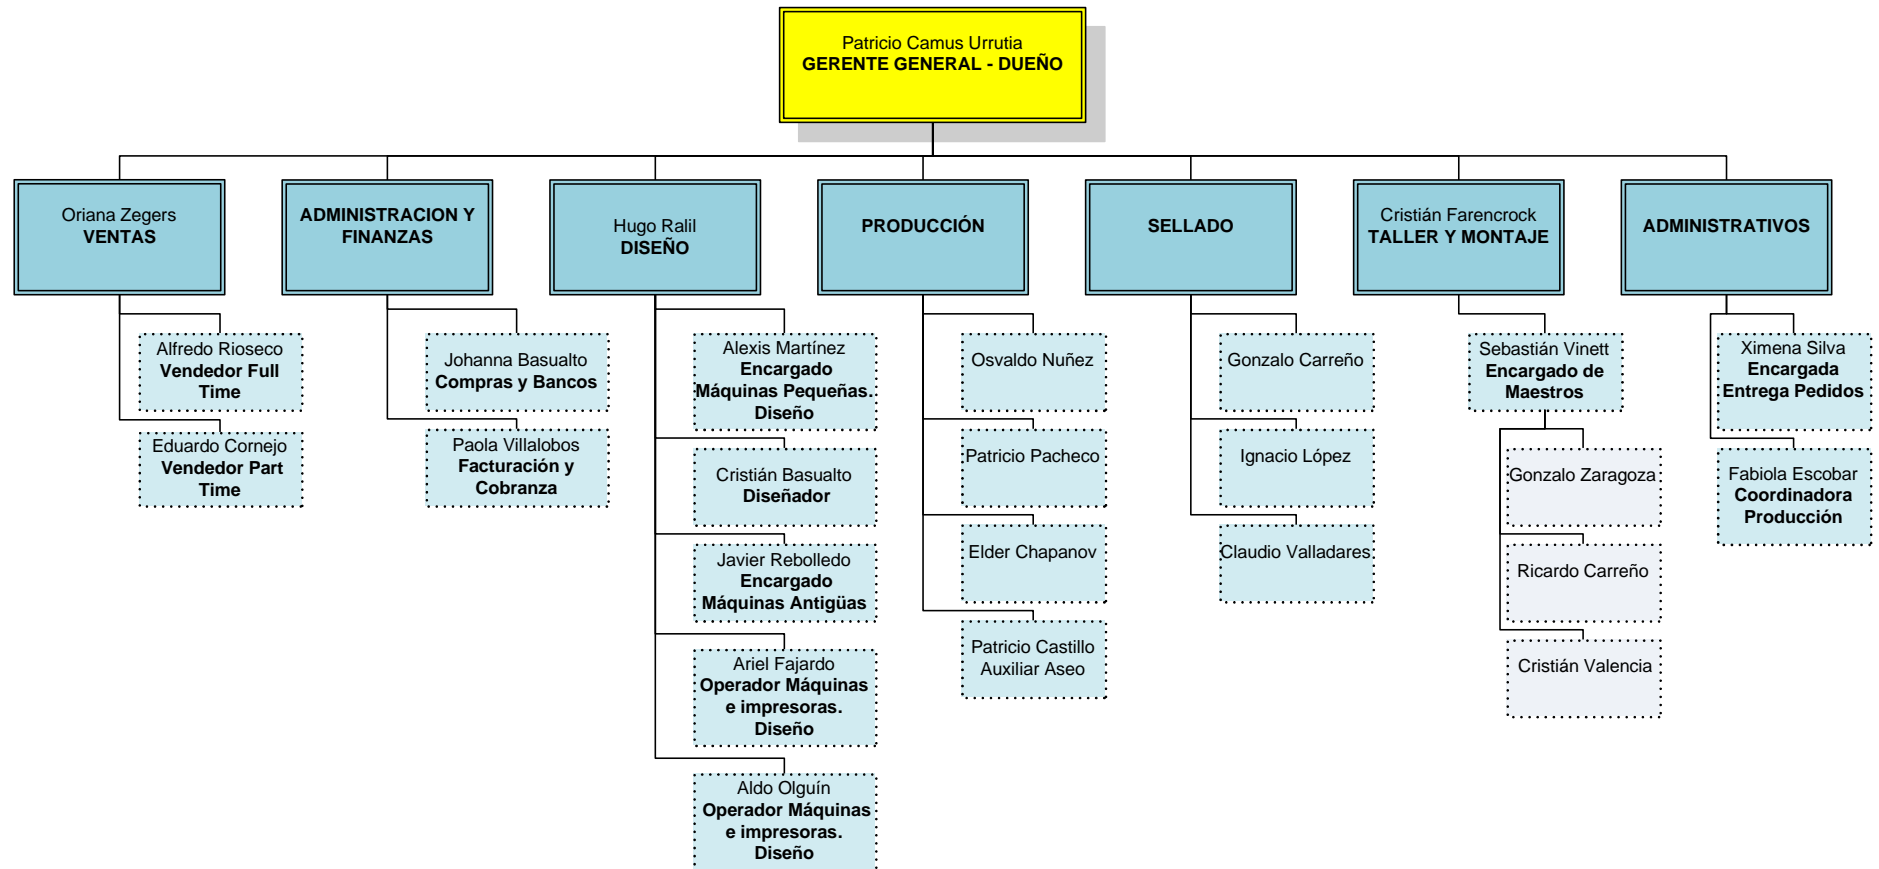 Patricio Camus Urrutia
GERENTE GENERAL - DUEÑO
Oriana Zegers
VENTAS
ADMINISTRACION Y
FINANZAS
Hugo Ralil
DISEÑO
PRODUCCIÓN
SELLADO
Cristián Farencrock
TALLER Y MONTAJE
ADMINISTRATIVOS
Alfredo Rioseco
Vendedor Full
Time
Eduardo Cornejo
Vendedor Part
Time
Johanna Basualto
Compras y Bancos
Paola Villalobos
Facturación y
Cobranza
Alexis Martínez
Encargado
Máquinas Pequeñas.
Diseño
Cristián Basualto
Diseñador
Javier Rebolledo
Encargado
Máquinas Antigüas
Ariel Fajardo
Operador Máquinas
e impresoras.
Diseño
Aldo Olguín
Operador Máquinas
e impresoras.
Diseño
Osvaldo Nuñez
Patricio Pacheco
Elder Chapanov
Patricio Castillo
Auxiliar Aseo
Gonzalo Carreño
Ignacio López
Claudio Valladares
Sebastián Vinett
Encargado de
Maestros
Gonzalo Zaragoza
Ricardo Carreño
Cristián Valencia
Ximena Silva
Encargada
Entrega Pedidos
Fabiola Escobar
Coordinadora
Producción